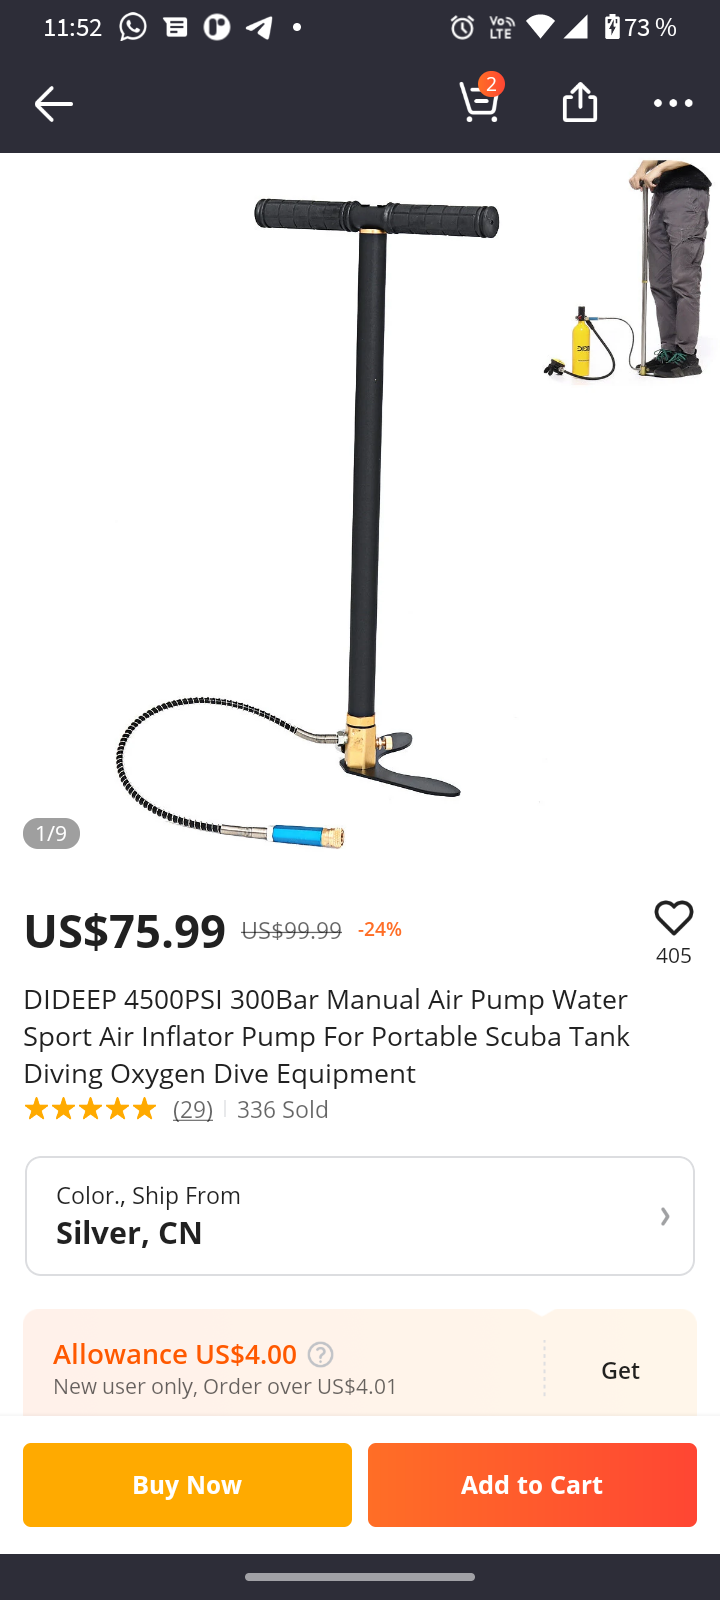 11:52
Vo)) LTE
73 %
2
1/9
US$75.99 US$99.99 -24%
405
DIDEEP 4500PSI 300Bar Manual Air Pump Water
Sport Air Inflator Pump For Portable Scuba Tank
Diving Oxygen Dive Equipment
(29) 336 Sold
Color., Ship From
Silver, CN
Allowance US$4.00 ?
New user only, Order over US$4.01
Get
Buy Now
Add to Cart